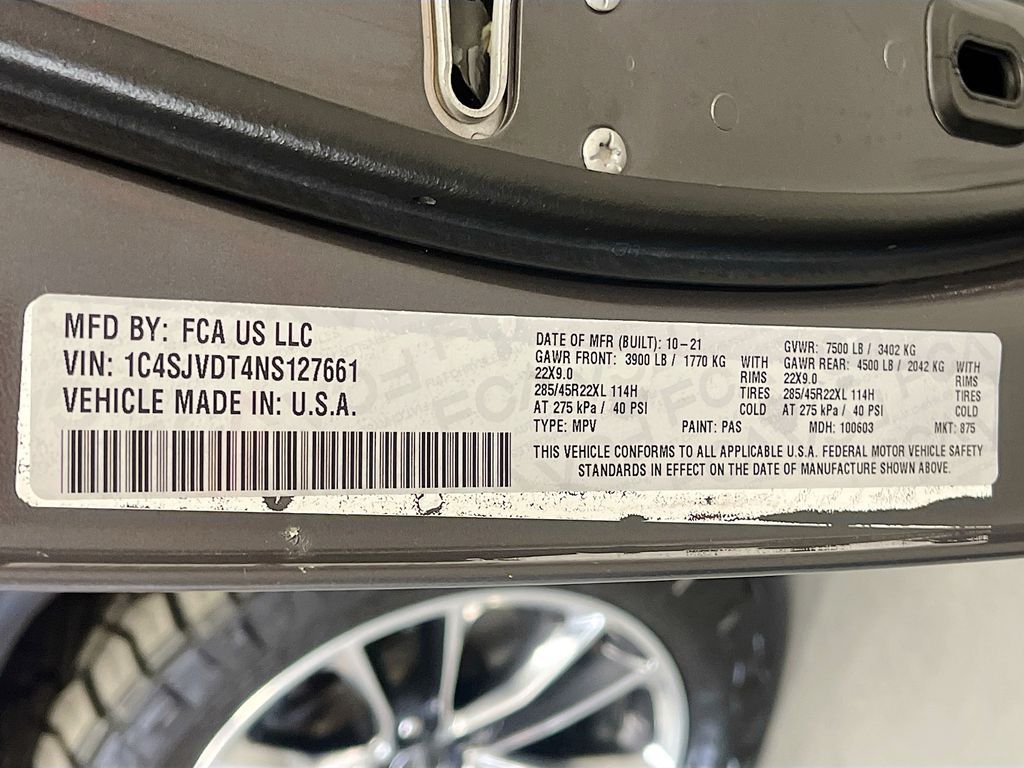 MFD BY: FCA US LLC
VIN: 1C4SJVDT4NS127661
VEHICLE MADE IN: U.S.A.
DATE OF MFR (BUILT): 10-21
GVWR: 7500 LB / 3402 KG
GAWR FRONT: 3900 LB / 1770 KG WITH
GAWR REAR: 4500 LB / 2042 KG WITH
22X9.0 RIMS
22X9.0 RIMS
285/45R22XL 114H TIRES
285/45R22XL 114H TIRES
AT 275 kPa / 40 PSI COLD
AT 275 kPa / 40 PSI COLD
TYPE: MPV PAINT: PAS MDH: 100603 MKT: 875
THIS VEHICLE CONFORMS TO ALL APPLICABLE U.S.A. FEDERAL MOTOR VEHICLE SAFETY
STANDARDS IN EFFECT ON THE DATE OF MANUFACTURE SHOWN ABOVE.